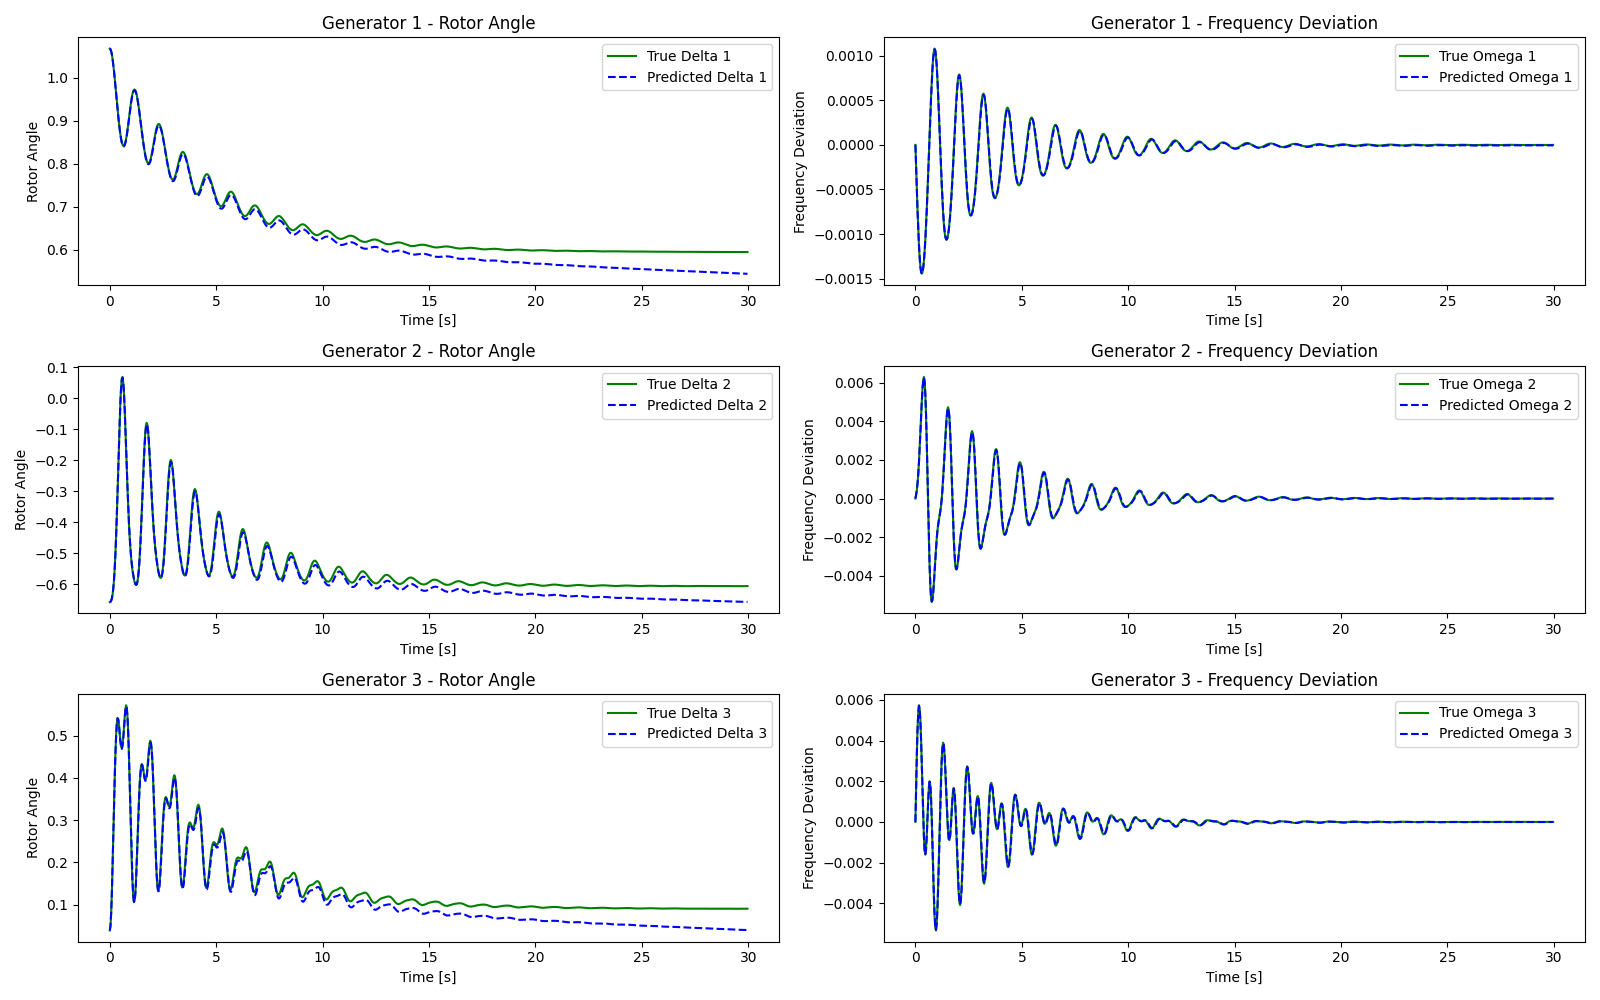 Generator 1 - Rotor Angle
True Delta 1
Predicted Delta 1
Rotor Angle
1.0
0.9
0.8
0.7
0.6
0
5
10
15
20
25
30
Time [s]
Generator 1 - Frequency Deviation
True Omega 1
Predicted Omega 1
Frequency Deviation
0.0010
0.0005
0.0000
−0.0005
−0.0010
−0.0015
0
5
10
15
20
25
30
Time [s]
Generator 2 - Rotor Angle
True Delta 2
Predicted Delta 2
Rotor Angle
0.1
0.0
−0.1
−0.2
−0.3
−0.4
−0.5
−0.6
0
5
10
15
20
25
30
Time [s]
Generator 2 - Frequency Deviation
True Omega 2
Predicted Omega 2
Frequency Deviation
0.006
0.004
0.002
0.000
−0.002
−0.004
0
5
10
15
20
25
30
Time [s]
Generator 3 - Rotor Angle
True Delta 3
Predicted Delta 3
Rotor Angle
0.5
0.4
0.3
0.2
0.1
0
5
10
15
20
25
30
Time [s]
Generator 3 - Frequency Deviation
True Omega 3
Predicted Omega 3
Frequency Deviation
0.006
0.004
0.002
0.000
−0.002
−0.004
0
5
10
15
20
25
30
Time [s]